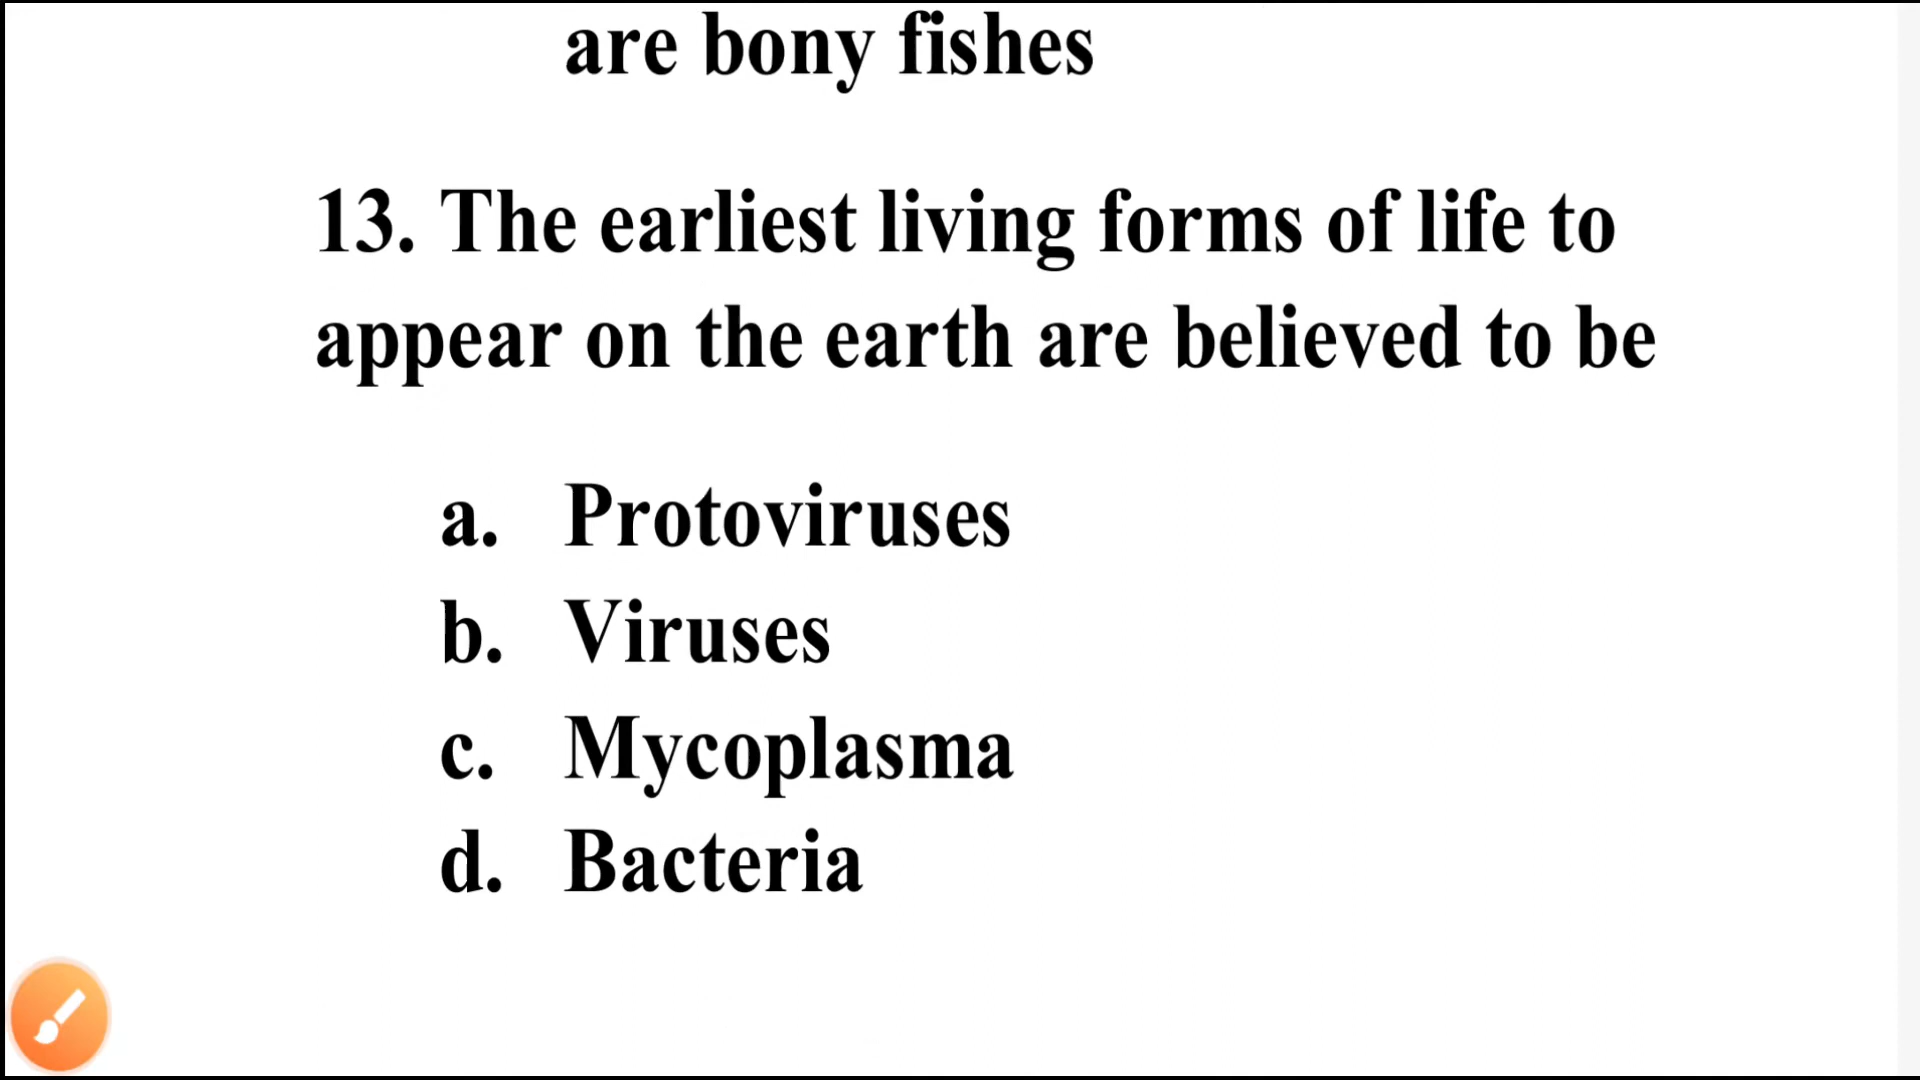 are bony fishes
13. The earliest living forms of life to
appear on the earth are believed to be
a. Protoviruses
b. Viruses
c. Mycoplasma
d. Bacteria